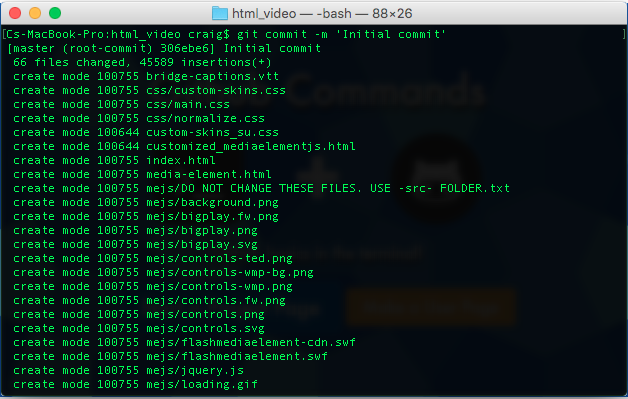 html_video — -bash — 88×26
[Cs-MacBook-Pro:html_video craig$ git commit -m 'Initial commit' ]
[master (root-commit) 306ebe6] Initial commit
66 files changed, 45589 insertions(+)
create mode 100755 bridge-captions.vtt
create mode 100755 css/custom-skins.css
create mode 100755 css/main.css
create mode 100755 css/normalize.css
create mode 100644 custom-skins_su.css
create mode 100644 customized_mediaelementjs.html
create mode 100755 index.html
create mode 100755 media-element.html
create mode 100755 mejs/DO NOT CHANGE THESE FILES. USE -src- FOLDER.txt
create mode 100755 mejs/background.png
create mode 100755 mejs/bigplay.fw.png
create mode 100755 mejs/bigplay.png
create mode 100755 mejs/bigplay.svg
create mode 100755 mejs/controls-ted.png
create mode 100755 mejs/controls-wmp-bg.png
create mode 100755 mejs/controls-wmp.png
create mode 100755 mejs/controls.fw.png
create mode 100755 mejs/controls.png
create mode 100755 mejs/controls.svg
create mode 100755 mejs/flashmediaelement-cdn.swf
create mode 100755 mejs/flashmediaelement.swf
create mode 100755 mejs/jquery.js
create mode 100755 mejs/loading.gif
Commands